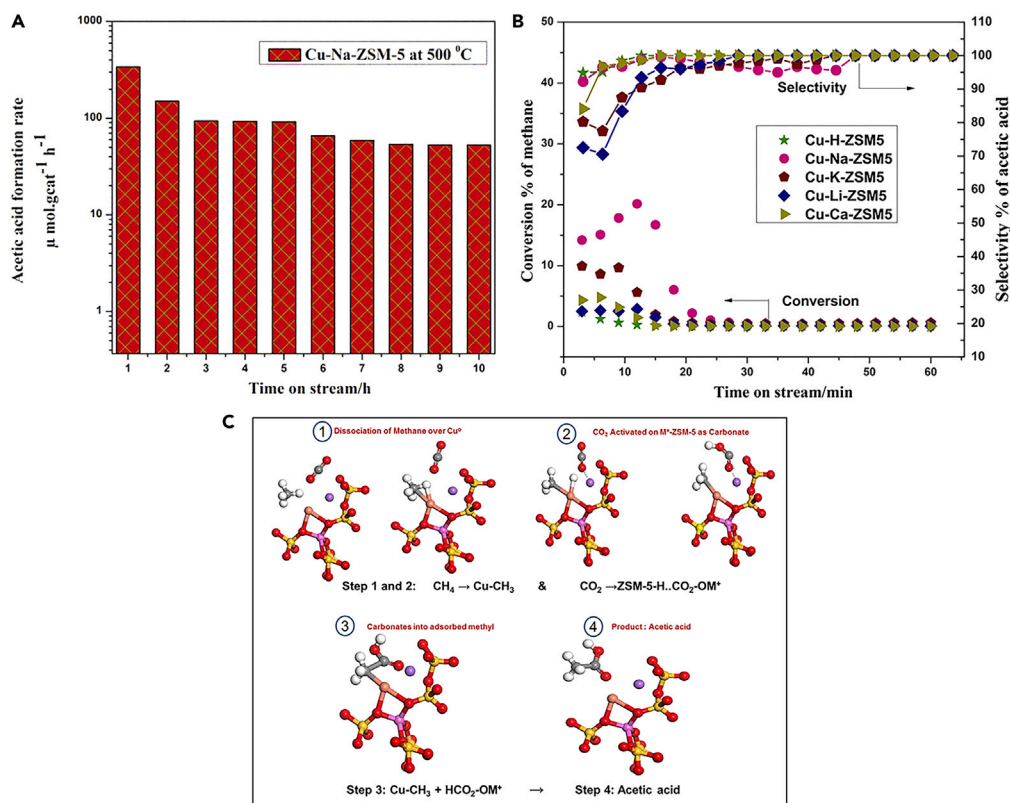 A
Acetic acid formation rate
μ mol.gcat⁻¹ h⁻¹
1000
100
10
1
Cu-Na-ZSM-5 at 500 ⁰C
1 2 3 4 5 6 7 8 9 10
Time on stream/h
B
Conversion % of methane
50
40
30
20
10
0
Selectivity
Cu-H-ZSM5
Cu-Na-ZSM5
Cu-K-ZSM5
Cu-Li-ZSM5
Cu-Ca-ZSM5
Conversion
110
100
90
80
70
60
50
40
30
20
10
Selectivity % of acetic acid
0 10 20 30 40 50 60
Time on stream/min
C
1 Dissociation of Methane over Cu⁰
2 CO₂ Activated on M⁺-ZSM-5 as Carbonate
Step 1 and 2: CH₄ → Cu-CH₃ & CO₂ →ZSM-5-H..CO₂-OM⁺
3 Carbonates into adsorbed methyl
4 Product : Acetic acid
Step 3: Cu-CH₃ + HCO₂-OM⁺ → Step 4: Acetic acid